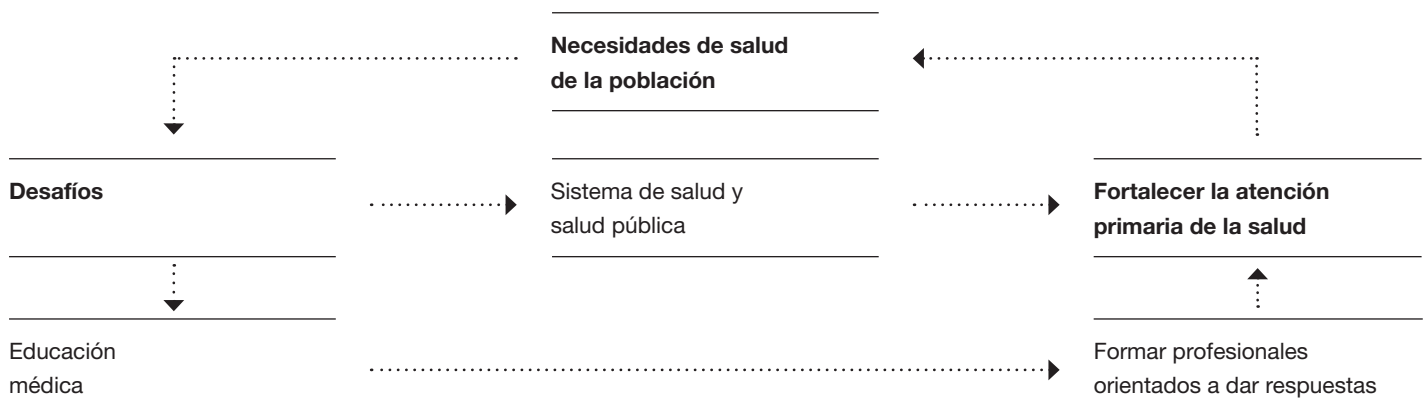 Necesidades de salud
de la población
Desafíos
Sistema de salud y
salud pública
Fortalecer la atención
primaria de la salud
Educación
médica
Formar profesionales
orientados a dar respuestas